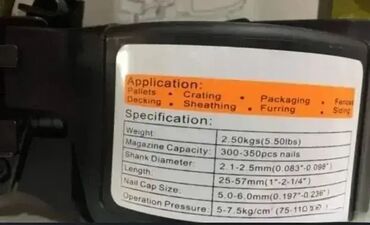 Application:
Pallets • Crating • Packaging • Fences
Decking • Sheathing • Furring • Siding
Specification:
Weight 2.50kgs(5.50lbs)
Magazine Capacity: 300-350pcs nails
Shank Diameter: 2.1-2.5mm(0.083"-0.098")
Length: 25-57mm(1"-2-1/4")
Nail Cap Size: 5.0-6.0mm(0.197"-0.236")
Operation Pressure: 5-7.5kg/cm²